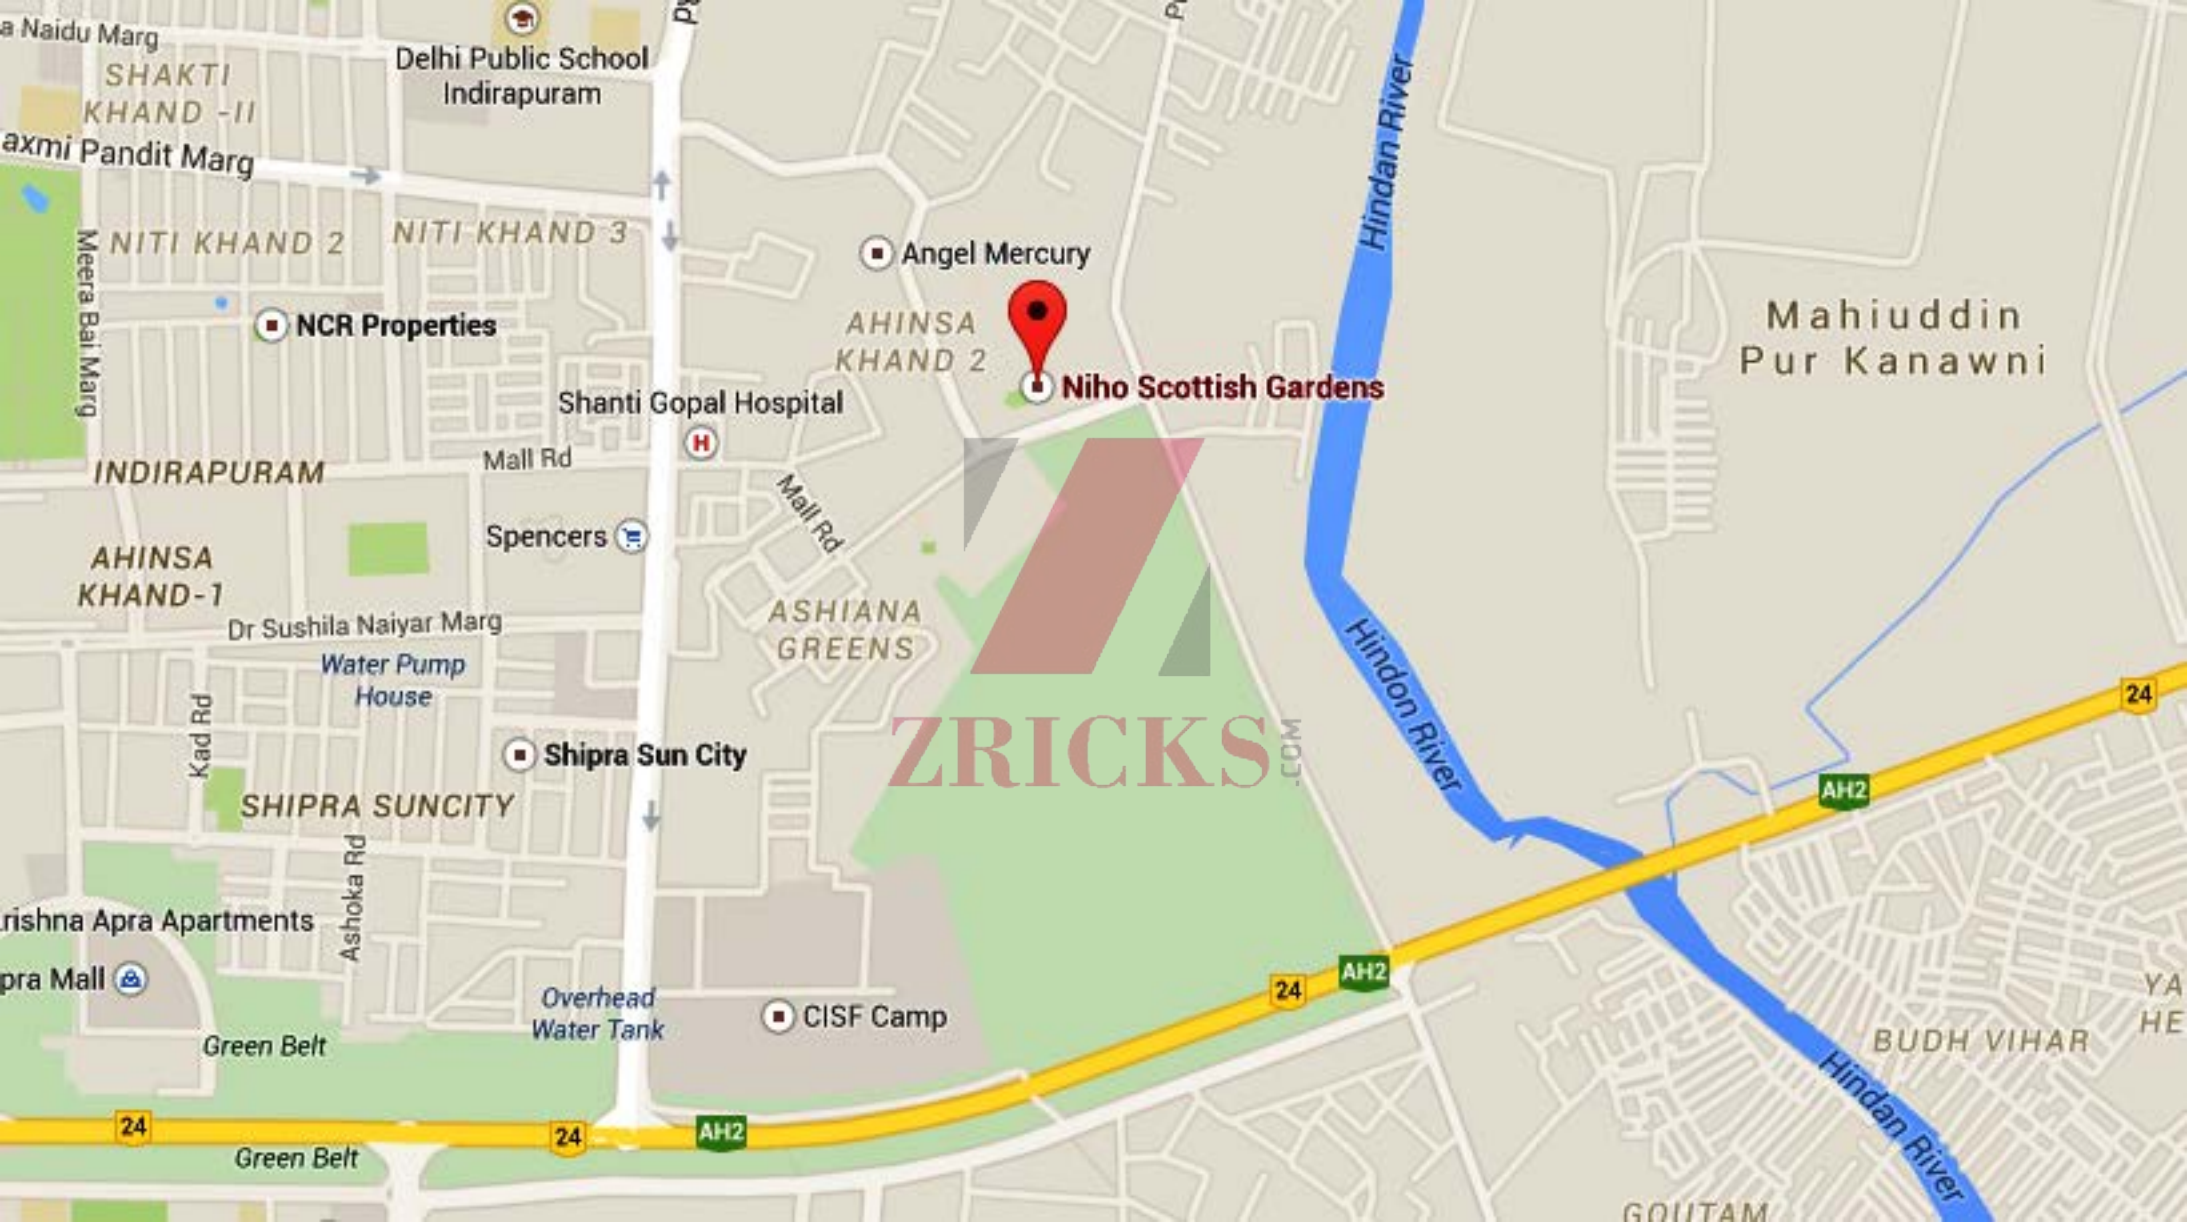 a Naidu Marg
SHAKTI
KHAND -II
Delhi Public School
Indirapuram
Rd
axmi Pandit Marg
NITI KHAND 2
NITI KHAND 3
Meera Bai Marg
NCR Properties
Angel Mercury
AHINSA
KHAND 2
Niho Scottish Gardens
Hindan River
Mahiuddin
Pur Kanawni
Shanti Gopal Hospital
H
Mall Rd
INDIRAPURAM
Mall Rd
Spencers
AHINSA
KHAND-1
Dr Sushila Naiyar Marg
Water Pump
House
ASHIANA
GREENS
Hindon River
Kad Rd
Shipra Sun City
SHIPRA SUNCITY
ZRICKS
.COM
24
AH2
Ashoka Rd
rishna Apra Apartments
pra Mall
Overhead
Water Tank
CISF Camp
24
AH2
Green Belt
YA
HE
BUDH VIHAR
Hindan River
24
24
AH2
Green Belt
GOUTAM